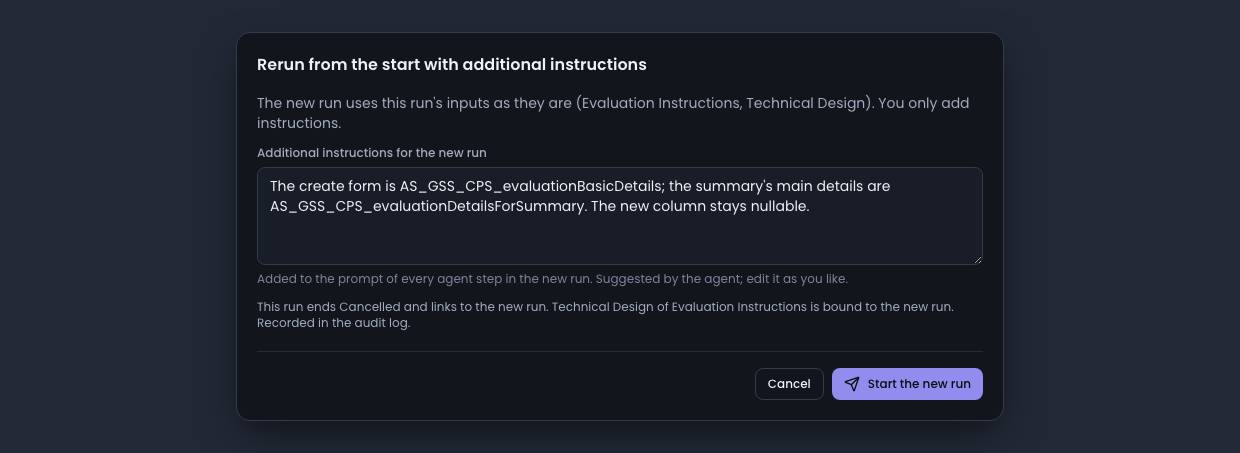 Rerun from the start with additional instructions
The new run uses this run's inputs as they are (Evaluation Instructions, Technical Design). You only add
instructions.
Additional instructions for the new run
The create form is AS_GSS_CPS_evaluationBasicDetails; the summary's main details are
AS_GSS_CPS_evaluationDetailsForSummary. The new column stays nullable.
Added to the prompt of every agent step in the new run. Suggested by the agent; edit it as you like.
This run ends Cancelled and links to the new run. Technical Design of Evaluation Instructions is bound to the new run.
Recorded in the audit log.
Cancel
Start the new run